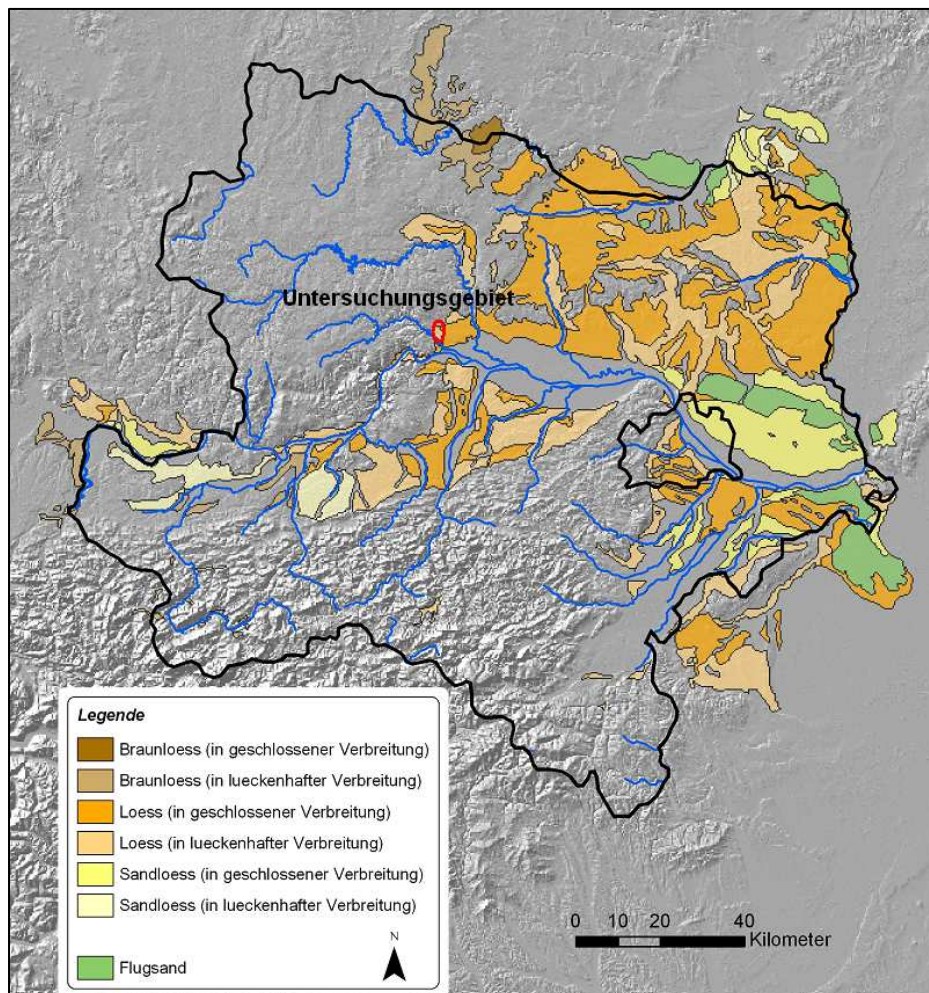 Untersuchungsgebiet
Legende
Braunloess (in geschlossener Verbreitung)
Braunloess (in lueckenhafter Verbreitung)
Loess (in geschlossener Verbreitung)
Loess (in lueckenhafter Verbreitung)
Sandloess (in geschlossener Verbreitung)
Sandloess (in lueckenhafter Verbreitung)
Flugsand
N
0 10 20 40
Kilometer